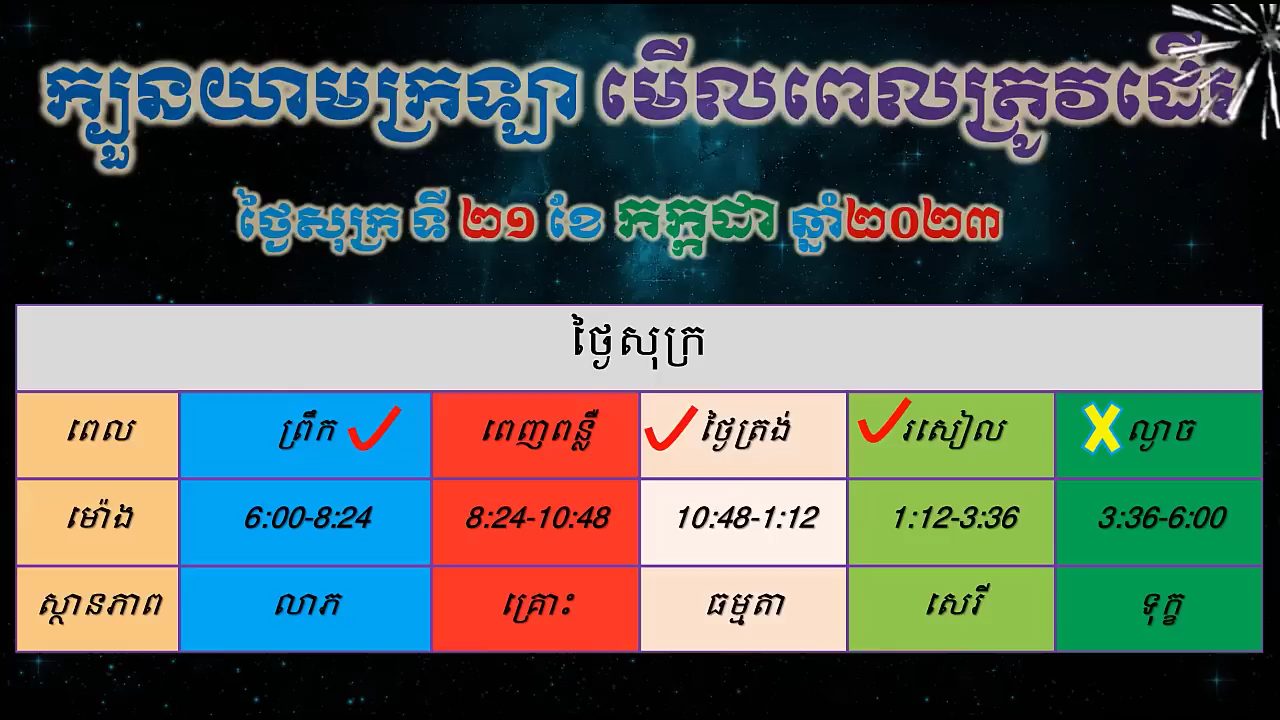 ក្បួនយាមក្រឡា មើលពេលត្រូវដើរ
ថ្ងៃសុក្រ ទី ២១ ខែ កក្កដា ឆ្នាំ២០២៣
ថ្ងៃសុក្រ
ពេល ព្រឹក ពេញពន្លឺ ថ្ងៃត្រង់ រសៀល ល្ងាច
ម៉ោង 6:00-8:24 8:24-10:48 10:48-1:12 1:12-3:36 3:36-6:00
ស្ថានភាព លាភ គ្រោះ ធម្មតា សេរី ទុក្ខ